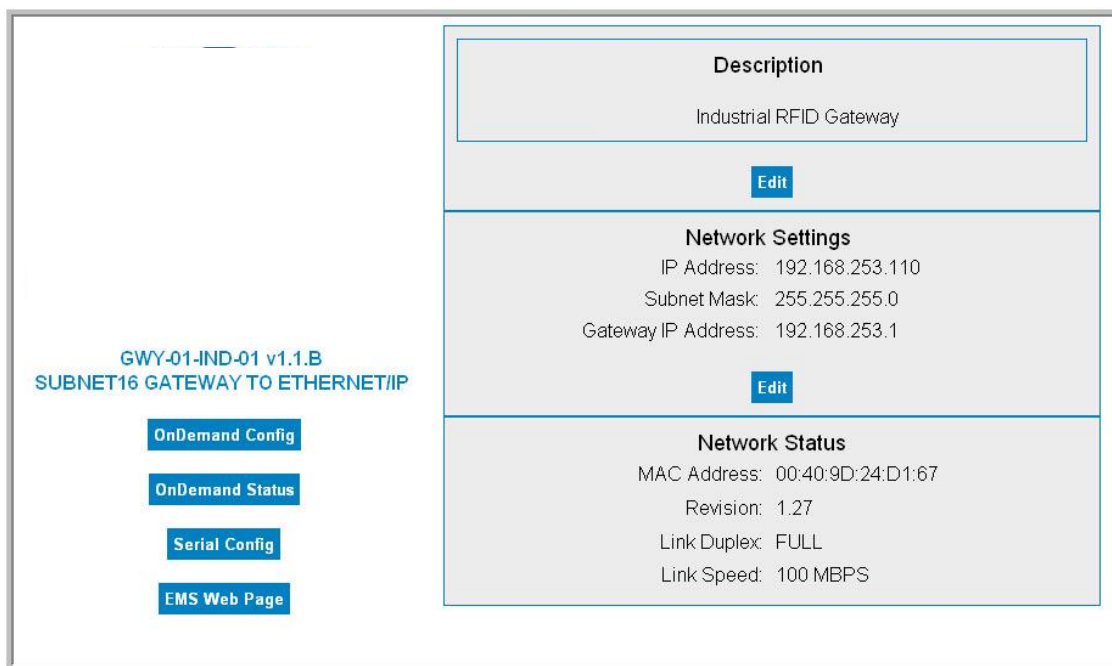 GWY-01-IND-01 v1.1.B
SUBNET16 GATEWAY TO ETHERNET/IP
OnDemand Config
OnDemand Status
Serial Config
EMS Web Page
Description
Industrial RFID Gateway
Edit
Network Settings
IP Address: 192.168.253.110
Subnet Mask: 255.255.255.0
Gateway IP Address: 192.168.253.1
Edit
Network Status
MAC Address: 00:40:9D:24:D1:67
Revision: 1.27
Link Duplex: FULL
Link Speed: 100 MBPS